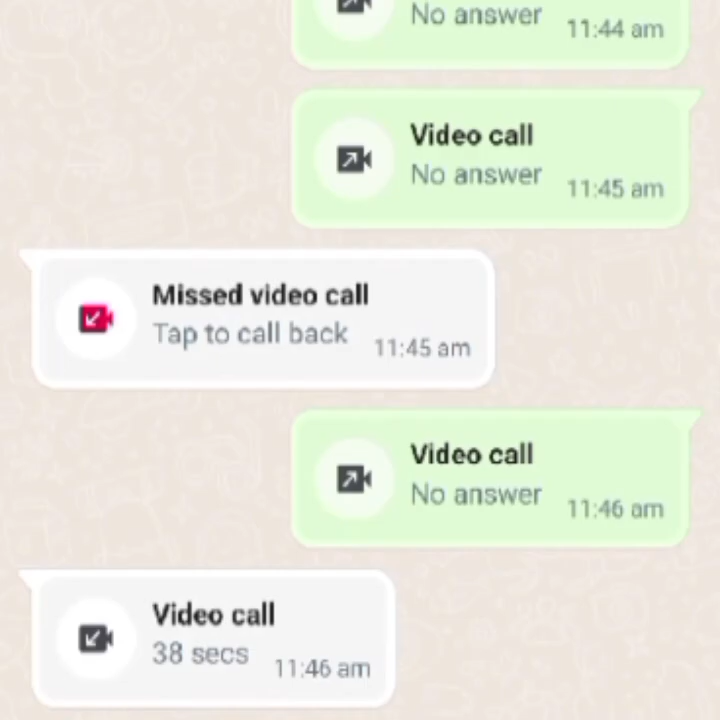 No answer
11:44 am
Video call
No answer
11:45 am
Missed video call
Tap to call back
11:45 am
Video call
No answer
11:46 am
Video call
38 secs
11:46 am